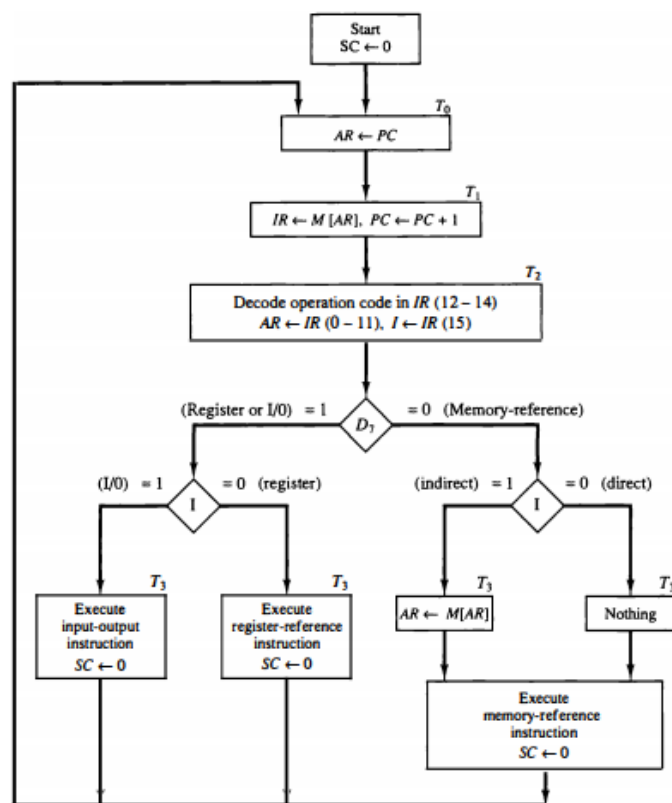 Start
SC ← 0
T₀
AR ← PC
T₁
IR ← M [AR], PC ← PC + 1
T₂
Decode operation code in IR (12 – 14)
AR ← IR (0 – 11), I ← IR (15)
(Register or I/0) = 1
= 0 (Memory-reference)
D₇
(I/0) = 1
= 0 (register)
(indirect) = 1
= 0 (direct)
I
I
T₃
T₃
T₃
Execute
input-output
instruction
SC ← 0
Execute
register-reference
instruction
SC ← 0
AR ← M[AR]
Nothing
Execute
memory-reference
instruction
SC ← 0